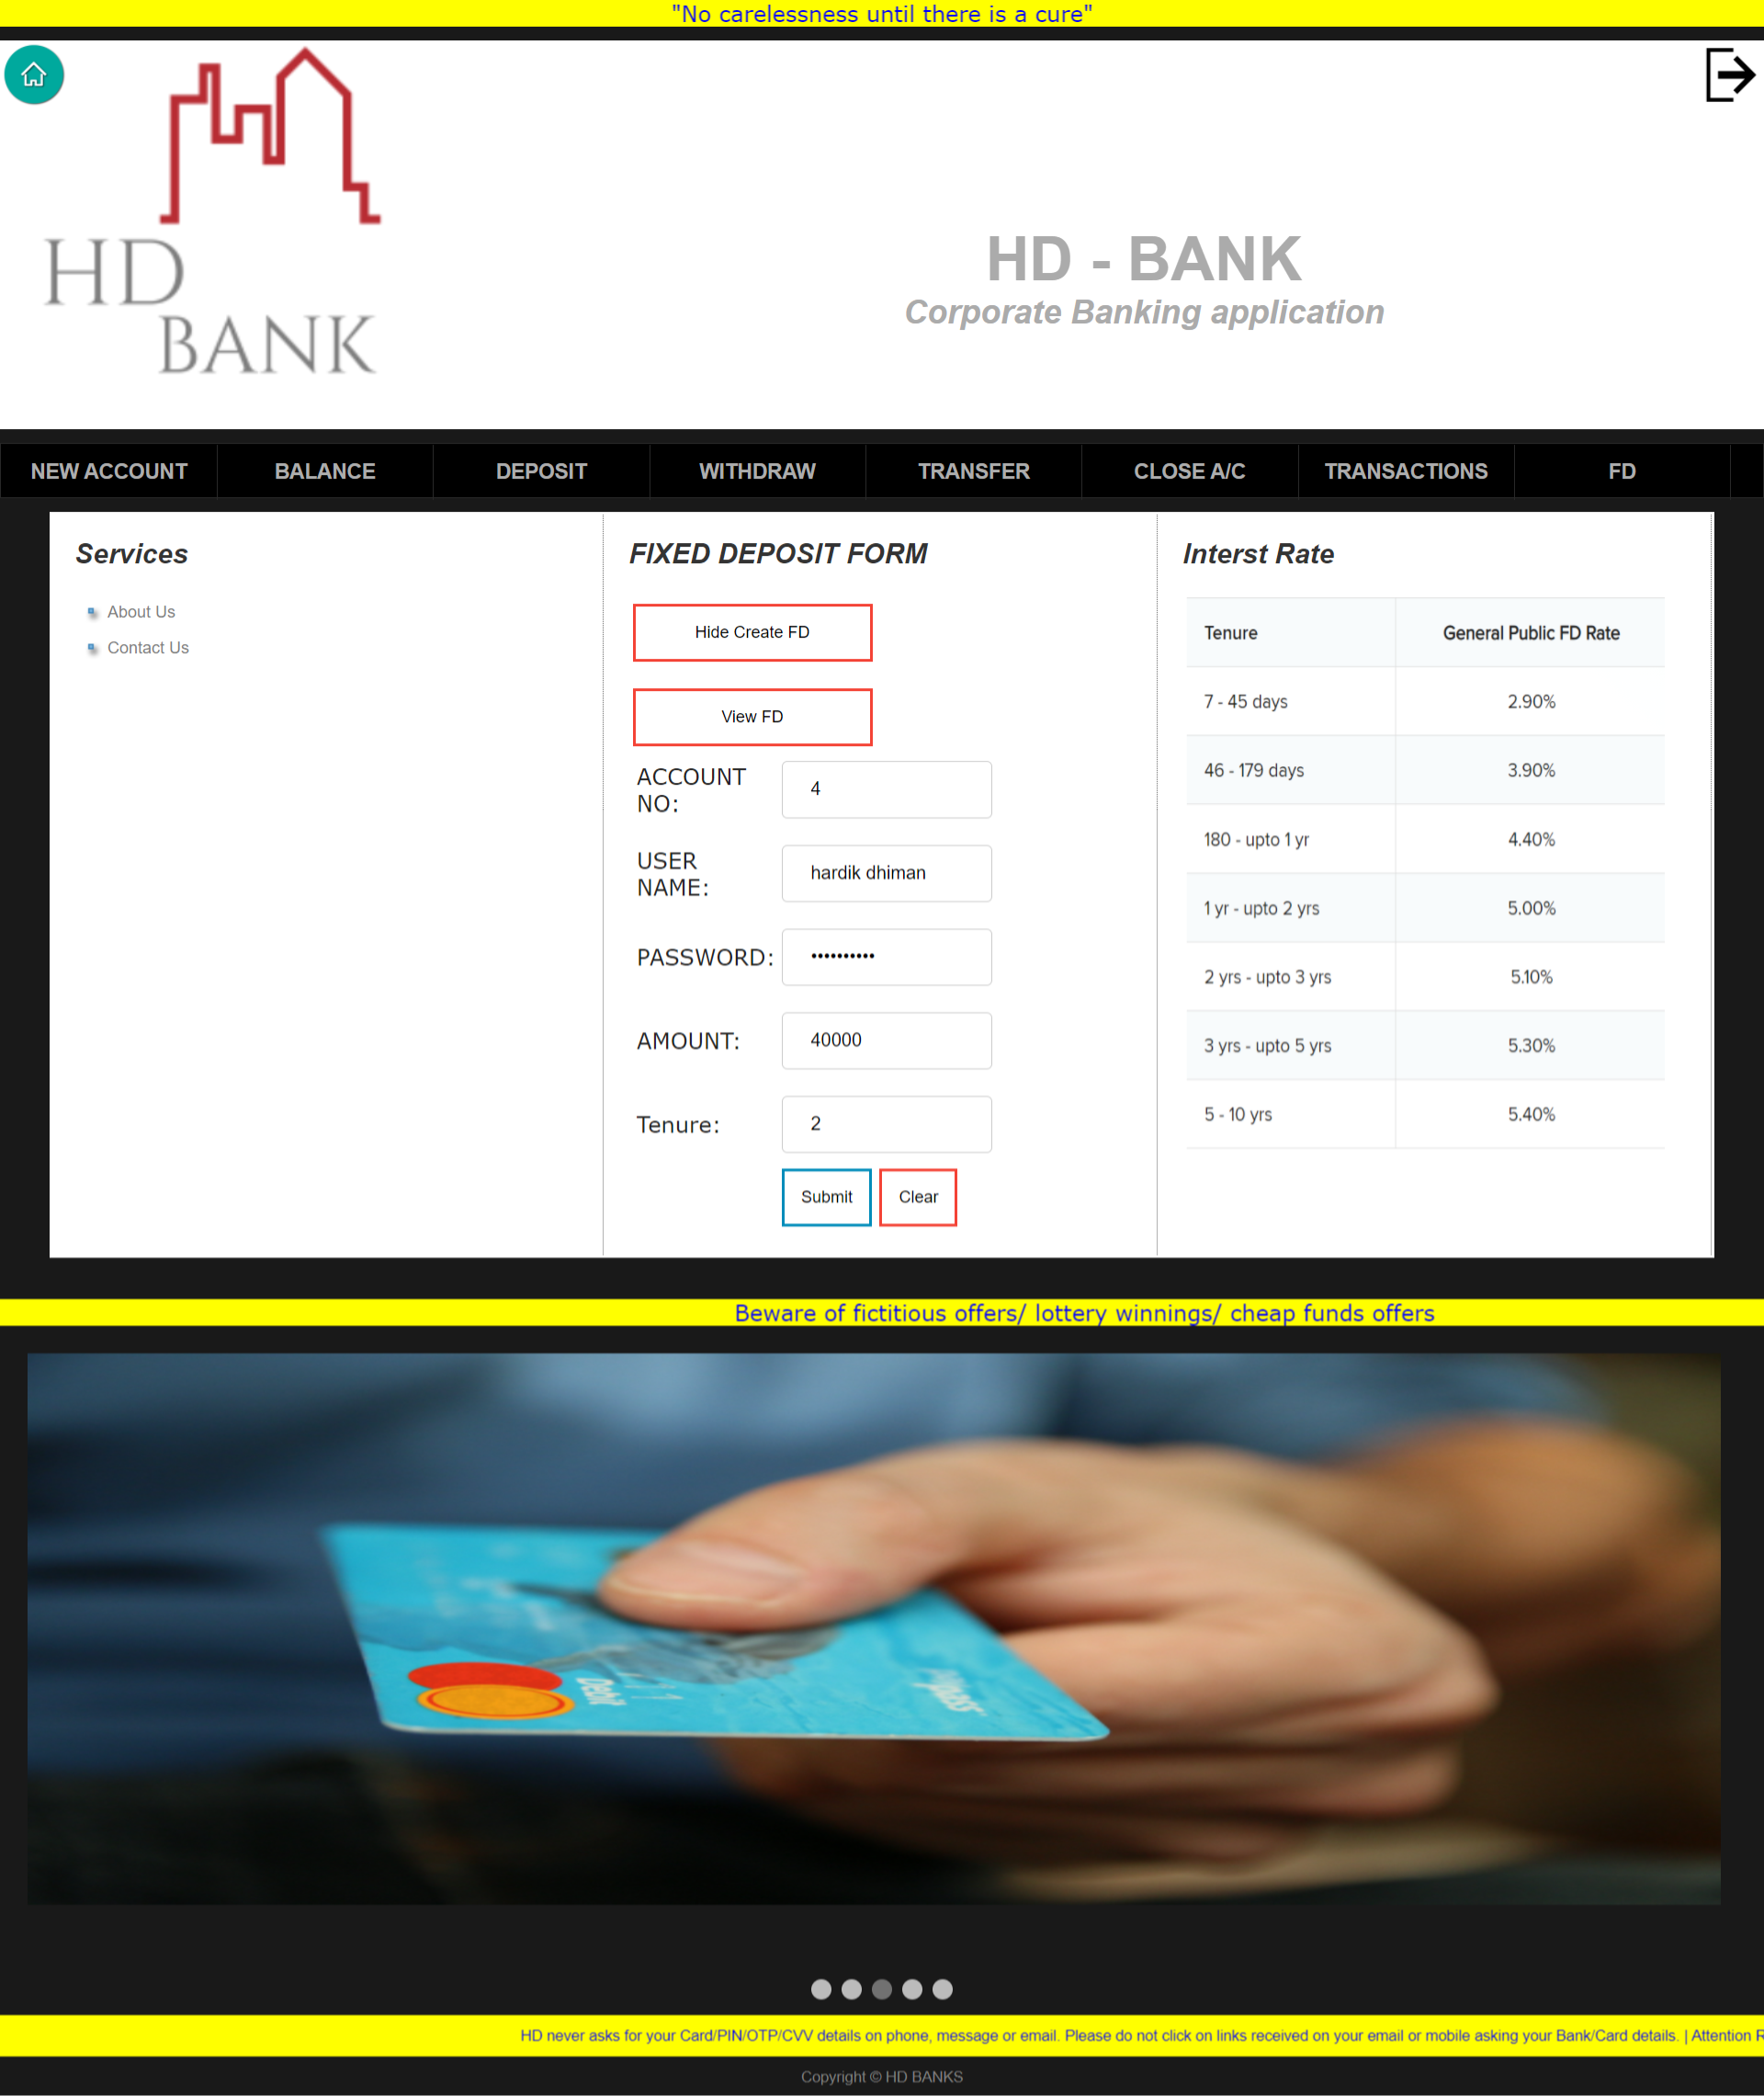 "No carelessness until there is a cure"
HD
BANK
HD - BANK
Corporate Banking application
NEW ACCOUNT BALANCE DEPOSIT WITHDRAW TRANSFER CLOSE A/C TRANSACTIONS FD
Services
About Us
Contact Us
FIXED DEPOSIT FORM
Hide Create FD
View FD
ACCOUNT
NO:
4
USER
NAME:
hardik dhiman
PASSWORD: ••••••••••
AMOUNT: 40000
Tenure: 2
Submit Clear
Interst Rate
Tenure General Public FD Rate
7 - 45 days 2.90%
46 - 179 days 3.90%
180 - upto 1 yr 4.40%
1 yr - upto 2 yrs 5.00%
2 yrs - upto 3 yrs 5.10%
3 yrs - upto 5 yrs 5.30%
5 - 10 yrs 5.40%
Beware of fictitious offers/ lottery winnings/ cheap funds offers
Debit
HD never asks for your Card/PIN/OTP/CVV details on phone, message or email. Please do not click on links received on your email or mobile asking your Bank/Card details. | Attention R
Copyright © HD BANKS